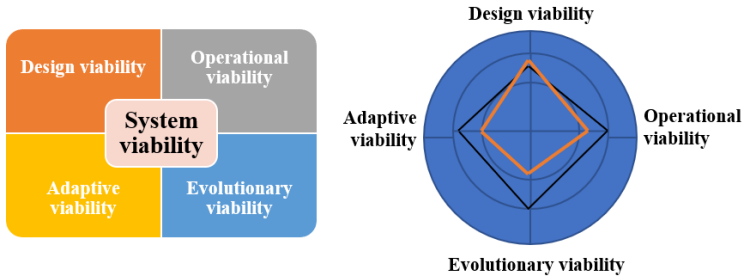 Design viability
Operational
viability
System
viability
Adaptive
viability
Evolutionary
viability
Design viability
Adaptive
viability
Operational
viability
Evolutionary viability